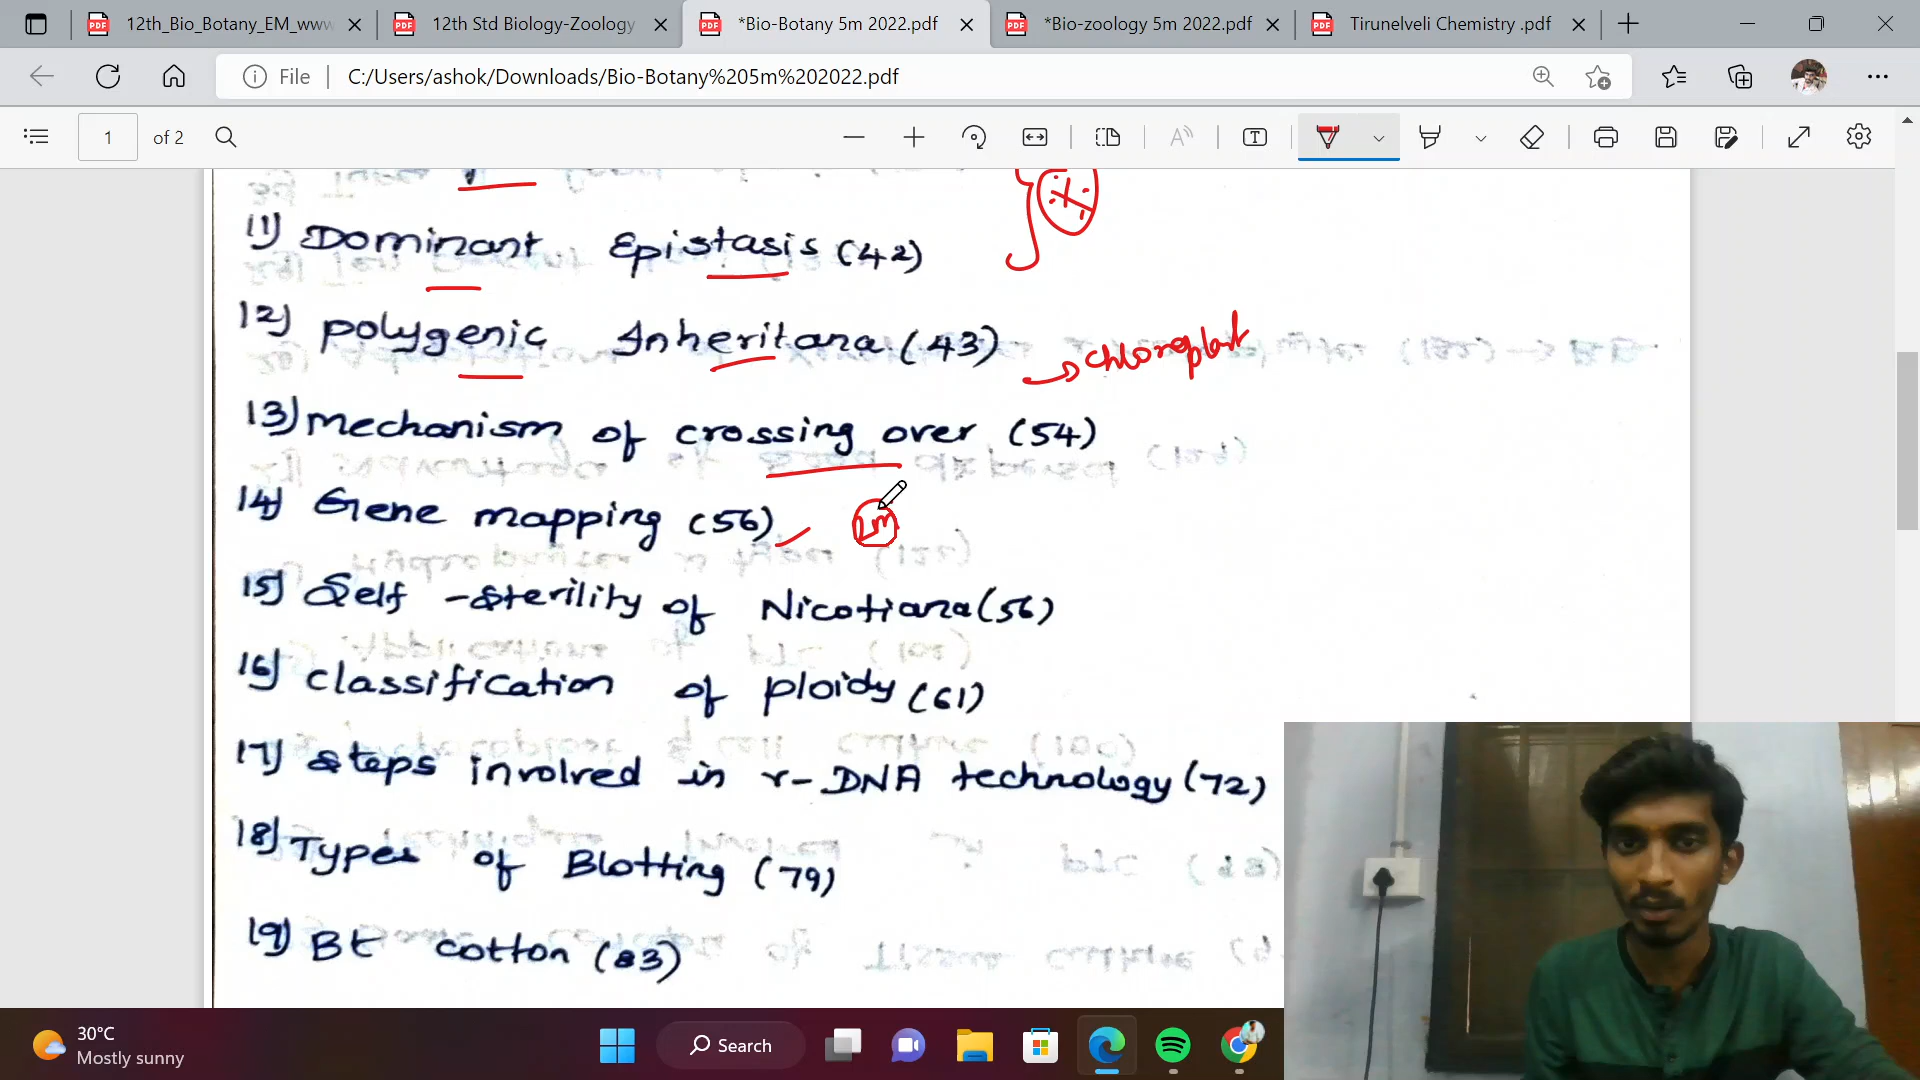 12th_Bio_Botany_EM_www
12th Std Biology-Zoology
*Bio-Botany 5m 2022.pdf
*Bio-zoology 5m 2022.pdf
Tirunelveli Chemistry .pdf
File
C:/Users/ashok/Downloads/Bio-Botany%205m%202022.pdf
1 of 2
11) Dominant Epistasis (42)
12) Polygenic Inheritana (43)
chloroplast
13) Mechanism of crossing over (54)
14) Gene mapping (56)
2m
15) Self -sterility of Nicotiana (56)
16) classification of ploidy (61)
17) steps involred in r-DNA technology (72)
18) Types of Blotting (79)
19) Bt cotton (83)
30°C
Mostly sunny
Search